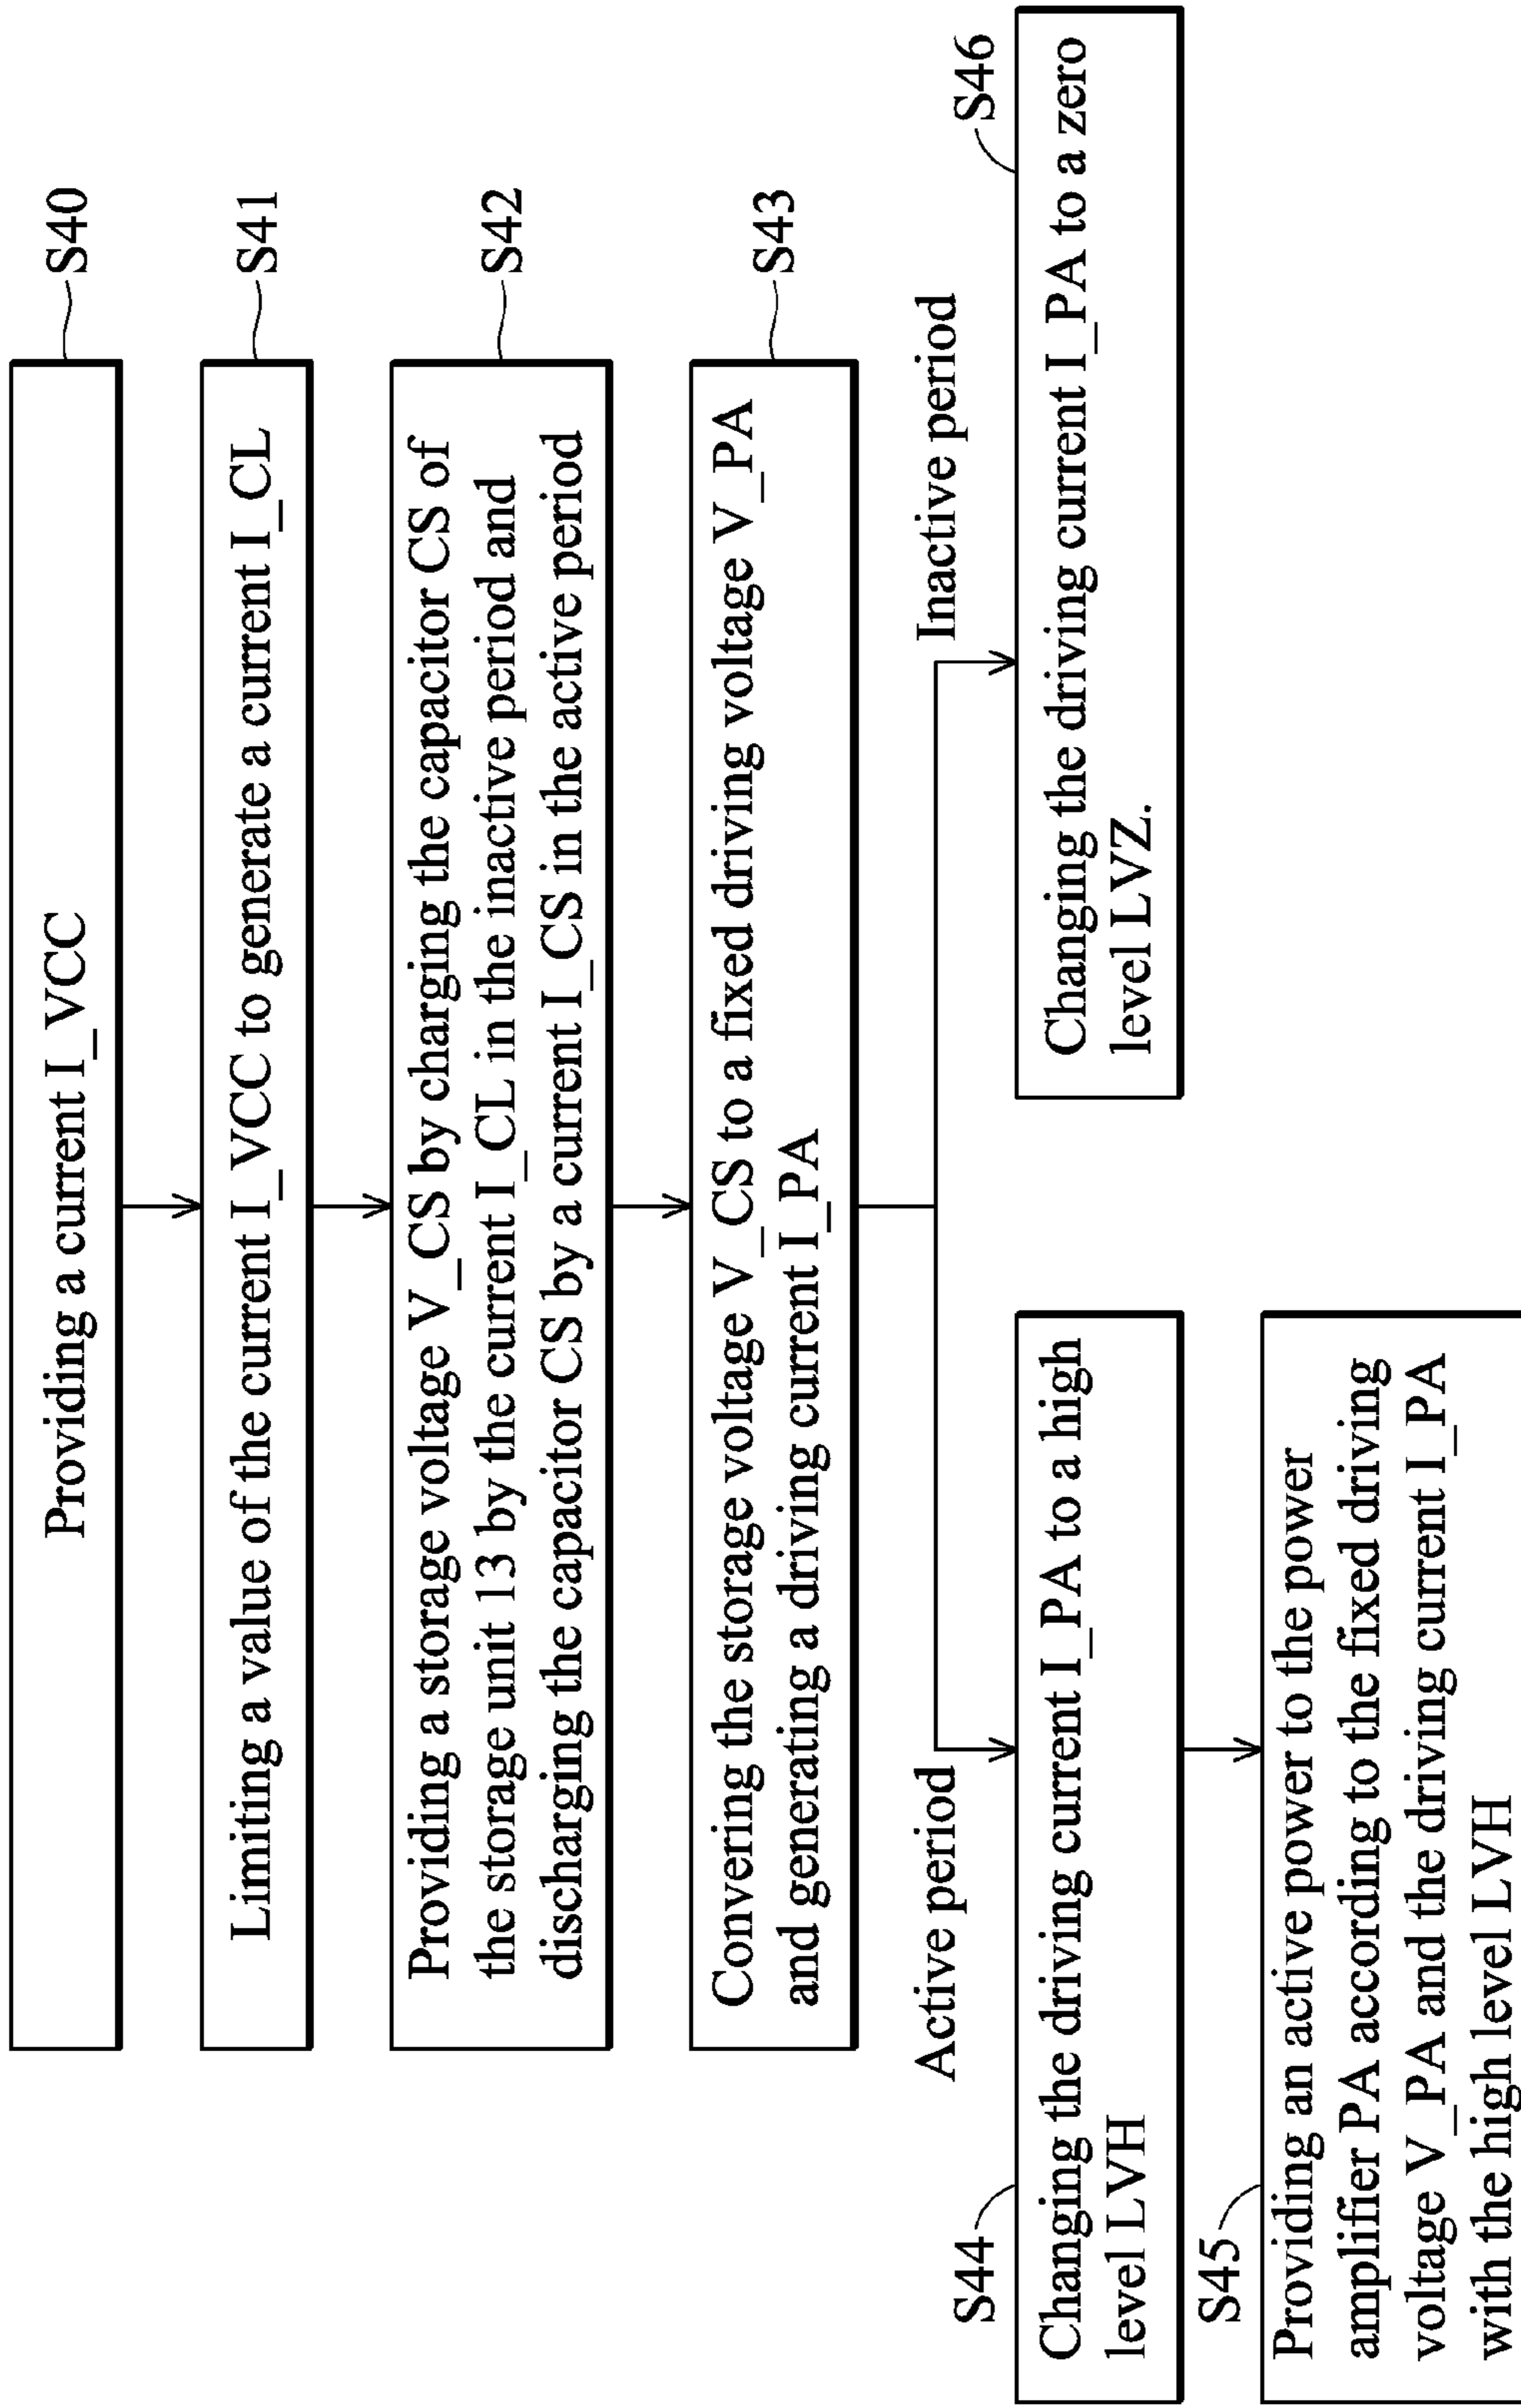 Providing a current I_VCC
S40
Limiting a value of the current I_VCC to generate a current I_CL
S41
Providing a storage voltage V_CS by charging the capacitor CS of
the storage unit 13 by the current I_CL in the inactive period and
discharging the capacitor CS by a current I_CS in the active period
S42
Convering the storage voltage V_CS to a fixed driving voltage V_PA
and generating a driving current I_PA
S43
Active period
Inactive period
S44
Changing the driving current I_PA to a high
level LVH
S46
Changing the driving current I_PA to a zero
level LVZ.
S45
Providing an active power to the power
amplifier PA according to the fixed driving
voltage V_PA and the driving current I_PA
with the high level LVH